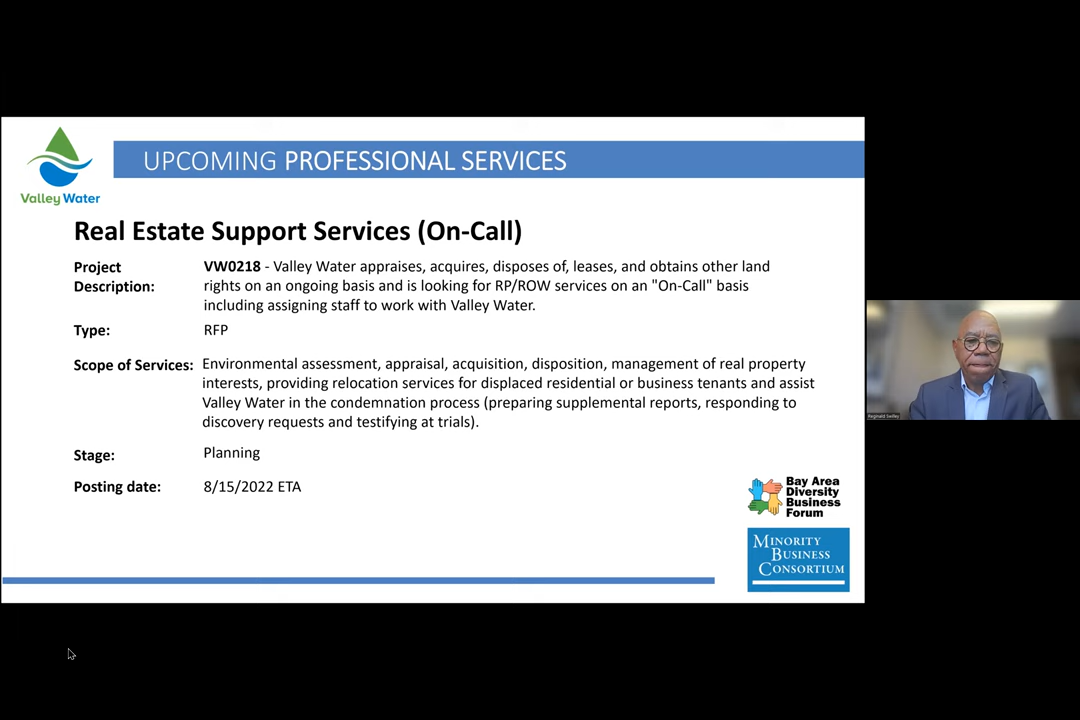 UPCOMING PROFESSIONAL SERVICES
Valley Water
Real Estate Support Services (On-Call)
Project
Description:
VW0218 - Valley Water appraises, acquires, disposes of, leases, and obtains other land
rights on an ongoing basis and is looking for RP/ROW services on an "On-Call" basis
including assigning staff to work with Valley Water.
Type:
RFP
Scope of Services:
Environmental assessment, appraisal, acquisition, disposition, management of real property
interests, providing relocation services for displaced residential or business tenants and assist
Valley Water in the condemnation process (preparing supplemental reports, responding to
discovery requests and testifying at trials).
Stage:
Planning
Posting date:
8/15/2022 ETA
Bay Area
Diversity
Business
Forum
MINORITY
BUSINESS
CONSORTIUM
Reginald Swilley